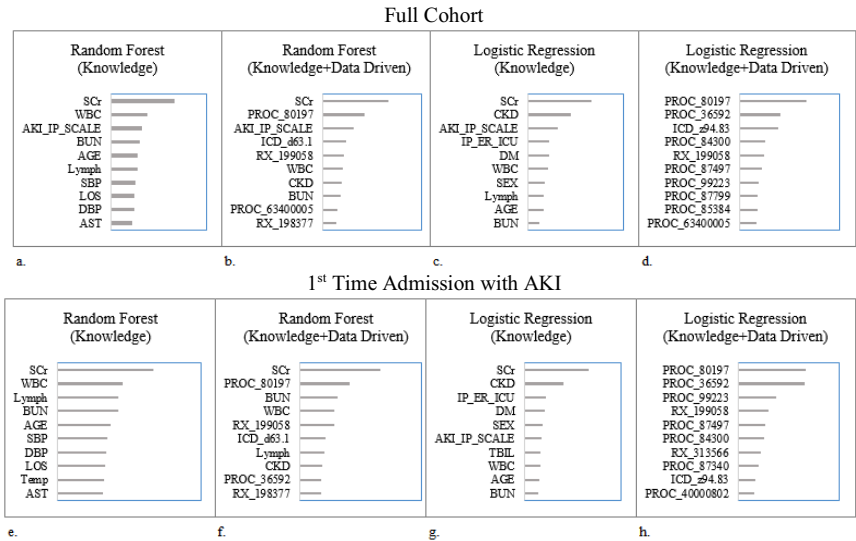 Full Cohort
Random Forest
(Knowledge)
SCr
WBC
AKI_IP_SCALE
BUN
AGE
Lymph
SBP
LOS
DBP
AST
a.
Random Forest
(Knowledge+Data Driven)
SCr
PROC_80197
AKI_IP_SCALE
ICD_d63.1
RX_199058
WBC
CKD
BUN
PROC_63400005
RX_198377
b.
Logistic Regression
(Knowledge)
SCr
CKD
AKI_IP_SCALE
IP_ER_ICU
DM
WBC
SEX
Lymph
AGE
BUN
c.
Logistic Regression
(Knowledge+Data Driven)
PROC_80197
PROC_36592
ICD_z94.83
PROC_84300
RX_199058
PROC_87497
PROC_99223
PROC_87799
PROC_85384
PROC_63400005
d.
1st Time Admission with AKI
Random Forest
(Knowledge)
SCr
WBC
Lymph
BUN
AGE
SBP
DBP
LOS
Temp
AST
e.
Random Forest
(Knowledge+Data Driven)
SCr
PROC_80197
BUN
WBC
RX_199058
ICD_d63.1
Lymph
CKD
PROC_36592
RX_198377
f.
Logistic Regression
(Knowledge)
SCr
CKD
IP_ER_ICU
DM
SEX
AKI_IP_SCALE
TBIL
WBC
AGE
BUN
g.
Logistic Regression
(Knowledge+Data Driven)
PROC_80197
PROC_36592
PROC_99223
RX_199058
PROC_87497
PROC_84300
RX_313566
PROC_87340
ICD_z94.83
PROC_40000802
h.